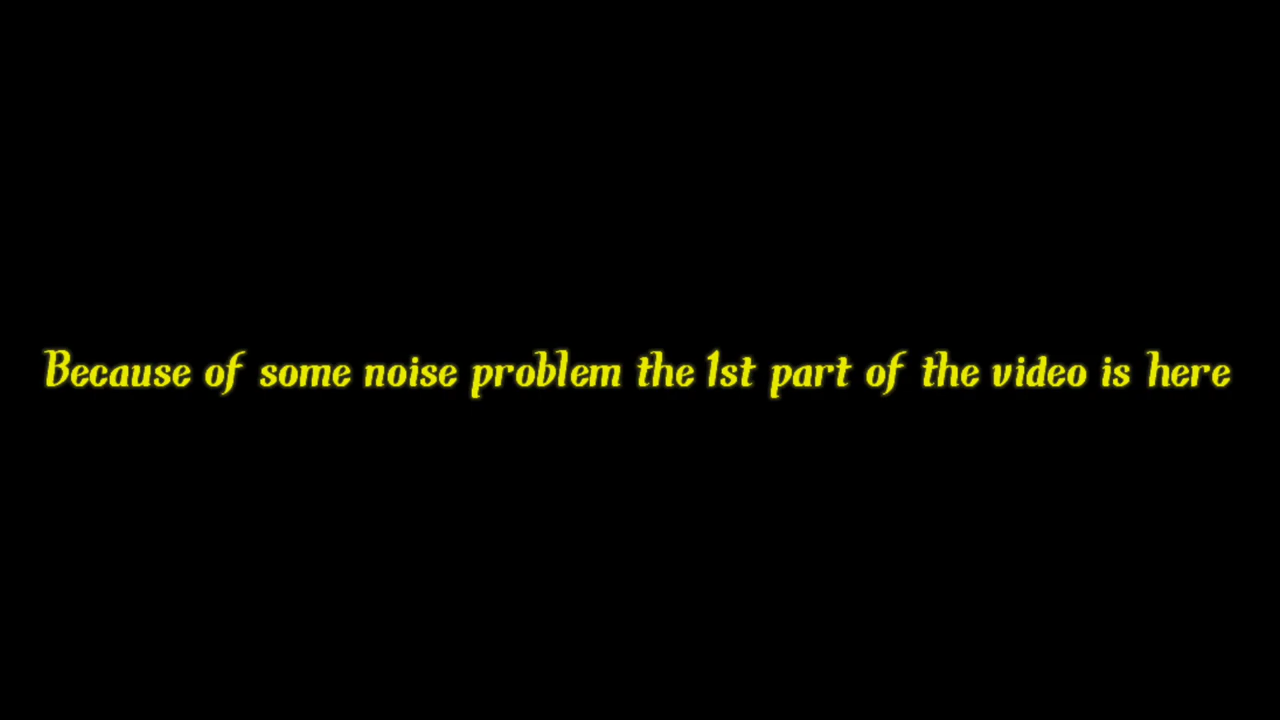 Because of some noise problem the 1st part of the video is here